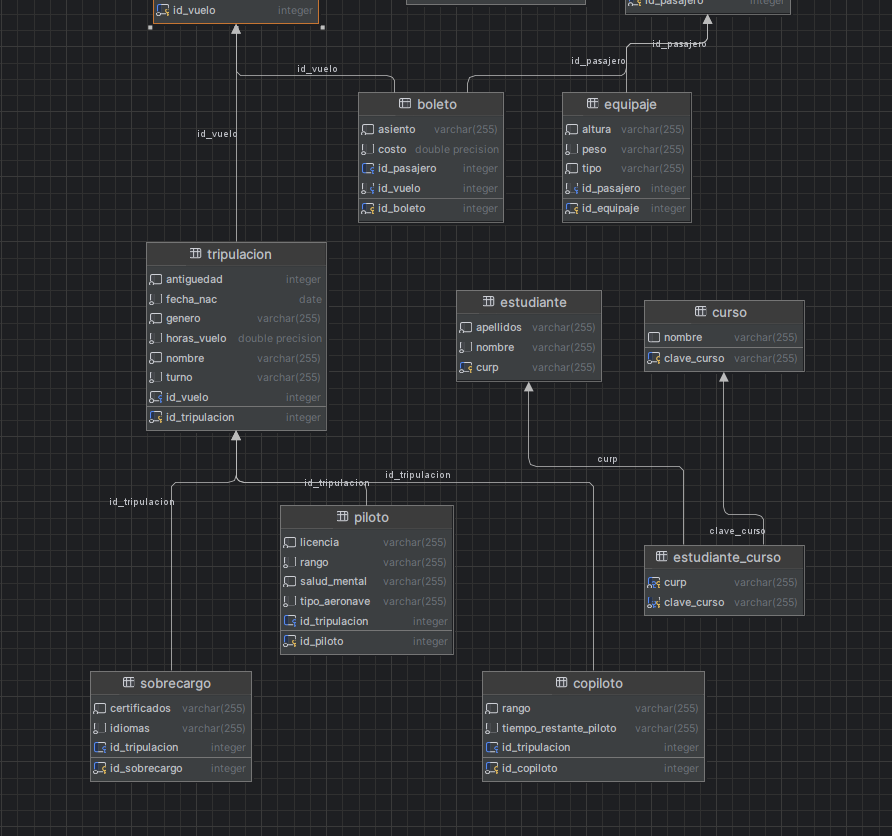 id_vuelo integer
id_pasajero integer
id_pasajero
id_pasajero
id_vuelo
id_vuelo
boleto
asiento varchar(255)
costo double precision
id_pasajero integer
id_vuelo integer
id_boleto integer
equipaje
altura varchar(255)
peso varchar(255)
tipo varchar(255)
id_pasajero integer
id_equipaje integer
tripulacion
antiguedad integer
fecha_nac date
genero varchar(255)
horas_vuelo double precision
nombre varchar(255)
turno varchar(255)
id_vuelo integer
id_tripulacion integer
estudiante
apellidos varchar(255)
nombre varchar(255)
curp varchar(255)
curso
nombre varchar(255)
clave_curso varchar(255)
curp
id_tripulacion
id_tripulacion
id_tripulacion
clave_curso
piloto
licencia varchar(255)
rango varchar(255)
salud_mental varchar(255)
tipo_aeronave varchar(255)
id_tripulacion integer
id_piloto integer
estudiante_curso
curp varchar(255)
clave_curso varchar(255)
sobrecargo
certificados varchar(255)
idiomas varchar(255)
id_tripulacion integer
id_sobrecargo integer
copiloto
rango varchar(255)
tiempo_restante_piloto varchar(255)
id_tripulacion integer
id_copiloto integer